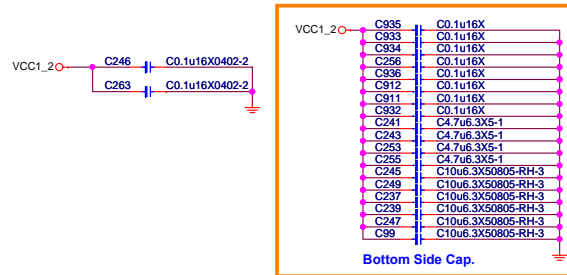 VCC1_2
C246 C0.1u16X0402-2
C263 C0.1u16X0402-2
VCC1_2
C935 C0.1u16X
C933 C0.1u16X
C934 C0.1u16X
C256 C0.1u16X
C936 C0.1u16X
C912 C0.1u16X
C911 C0.1u16X
C932 C0.1u16X
C241 C4.7u6.3X5-1
C243 C4.7u6.3X5-1
C253 C4.7u6.3X5-1
C255 C4.7u6.3X5-1
C245 C10u6.3X50805-RH-3
C249 C10u6.3X50805-RH-3
C237 C10u6.3X50805-RH-3
C239 C10u6.3X50805-RH-3
C247 C10u6.3X50805-RH-3
C99 C10u6.3X50805-RH-3
Bottom Side Cap.